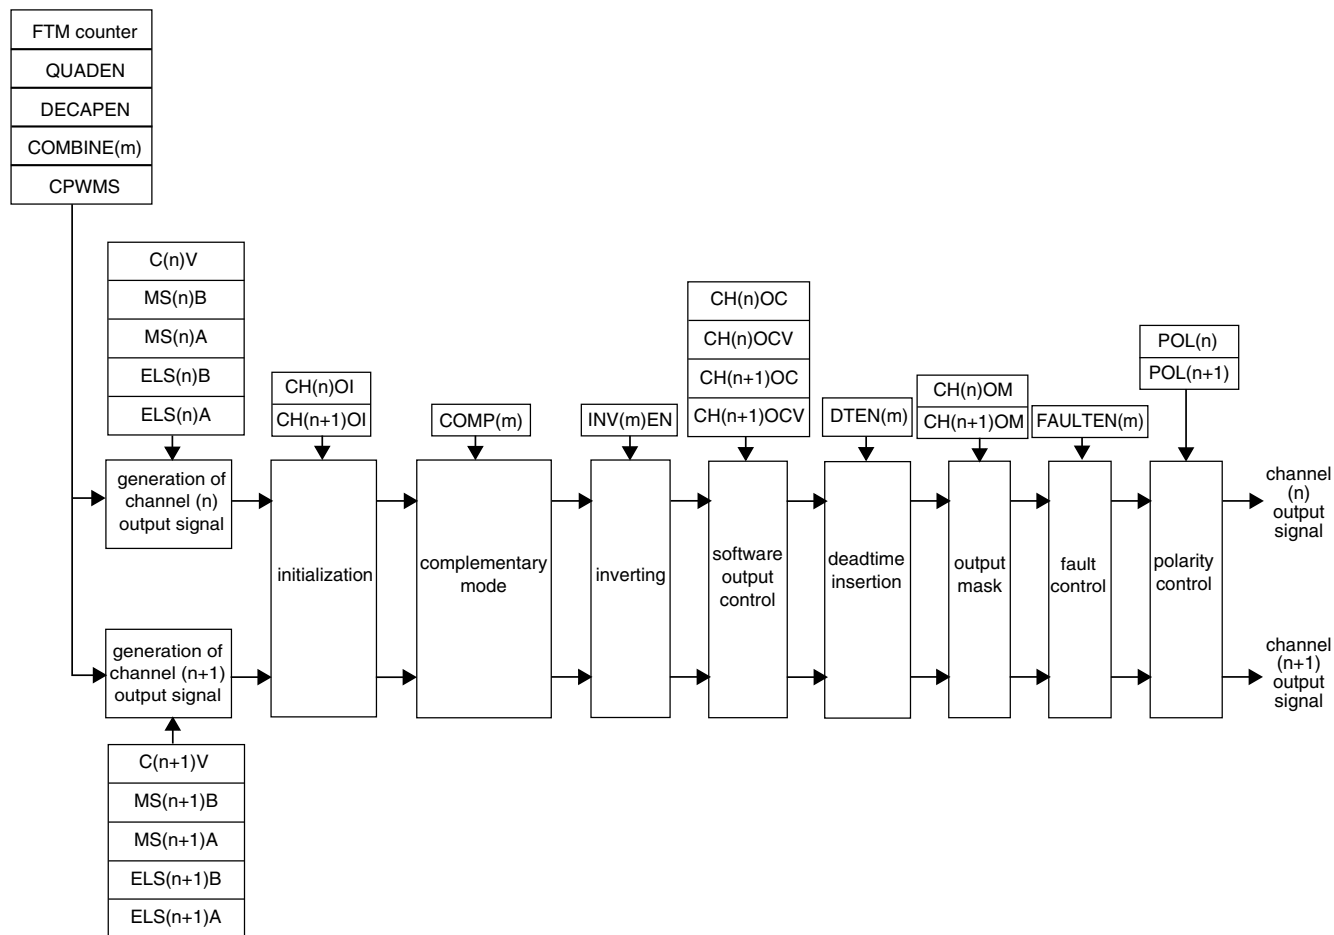 FTM counter
QUADEN
DECAPEN
COMBINE(m)
CPWMS
C(n)V
MS(n)B
MS(n)A
ELS(n)B
ELS(n)A
CH(n)OI
CH(n+1)OI
COMP(m)
INV(m)EN
CH(n)OC
CH(n)OCV
CH(n+1)OC
CH(n+1)OCV
DTEN(m)
CH(n)OM
CH(n+1)OM
FAULTEN(m)
POL(n)
POL(n+1)
generation of
channel (n)
output signal
initialization
complementary
mode
inverting
software
output
control
deadtime
insertion
output
mask
fault
control
polarity
control
channel
(n)
output
signal
generation of
channel (n+1)
output signal
channel
(n+1)
output
signal
C(n+1)V
MS(n+1)B
MS(n+1)A
ELS(n+1)B
ELS(n+1)A